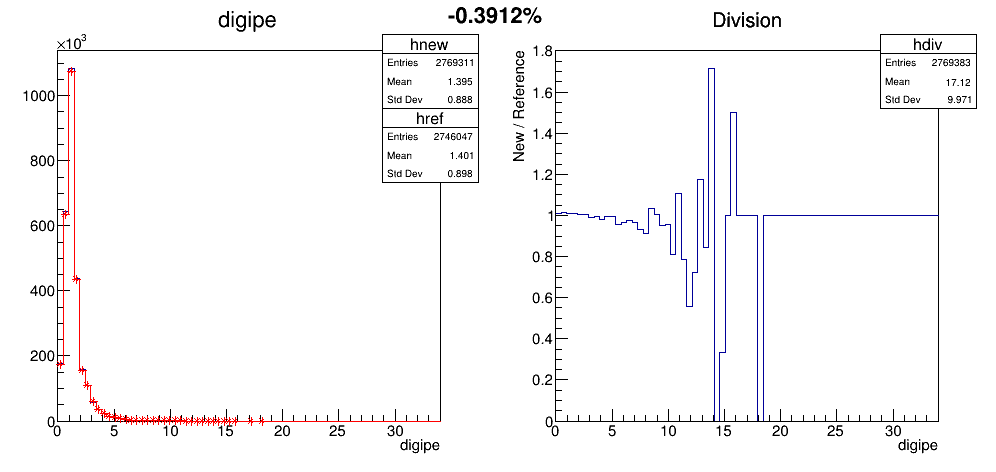 -0.3912%
digipe
×10³
hnew
Entries 2769311
Mean 1.395
Std Dev 0.888
href
Entries 2746047
Mean 1.401
Std Dev 0.898
1000
800
600
400
200
0
0 5 10 15 20 25 30
digipe
Division
hdiv
Entries 2769383
Mean 17.12
Std Dev 9.971
New / Reference
1.8
1.6
1.4
1.2
1
0.8
0.6
0.4
0.2
0
0 5 10 15 20 25 30
digipe